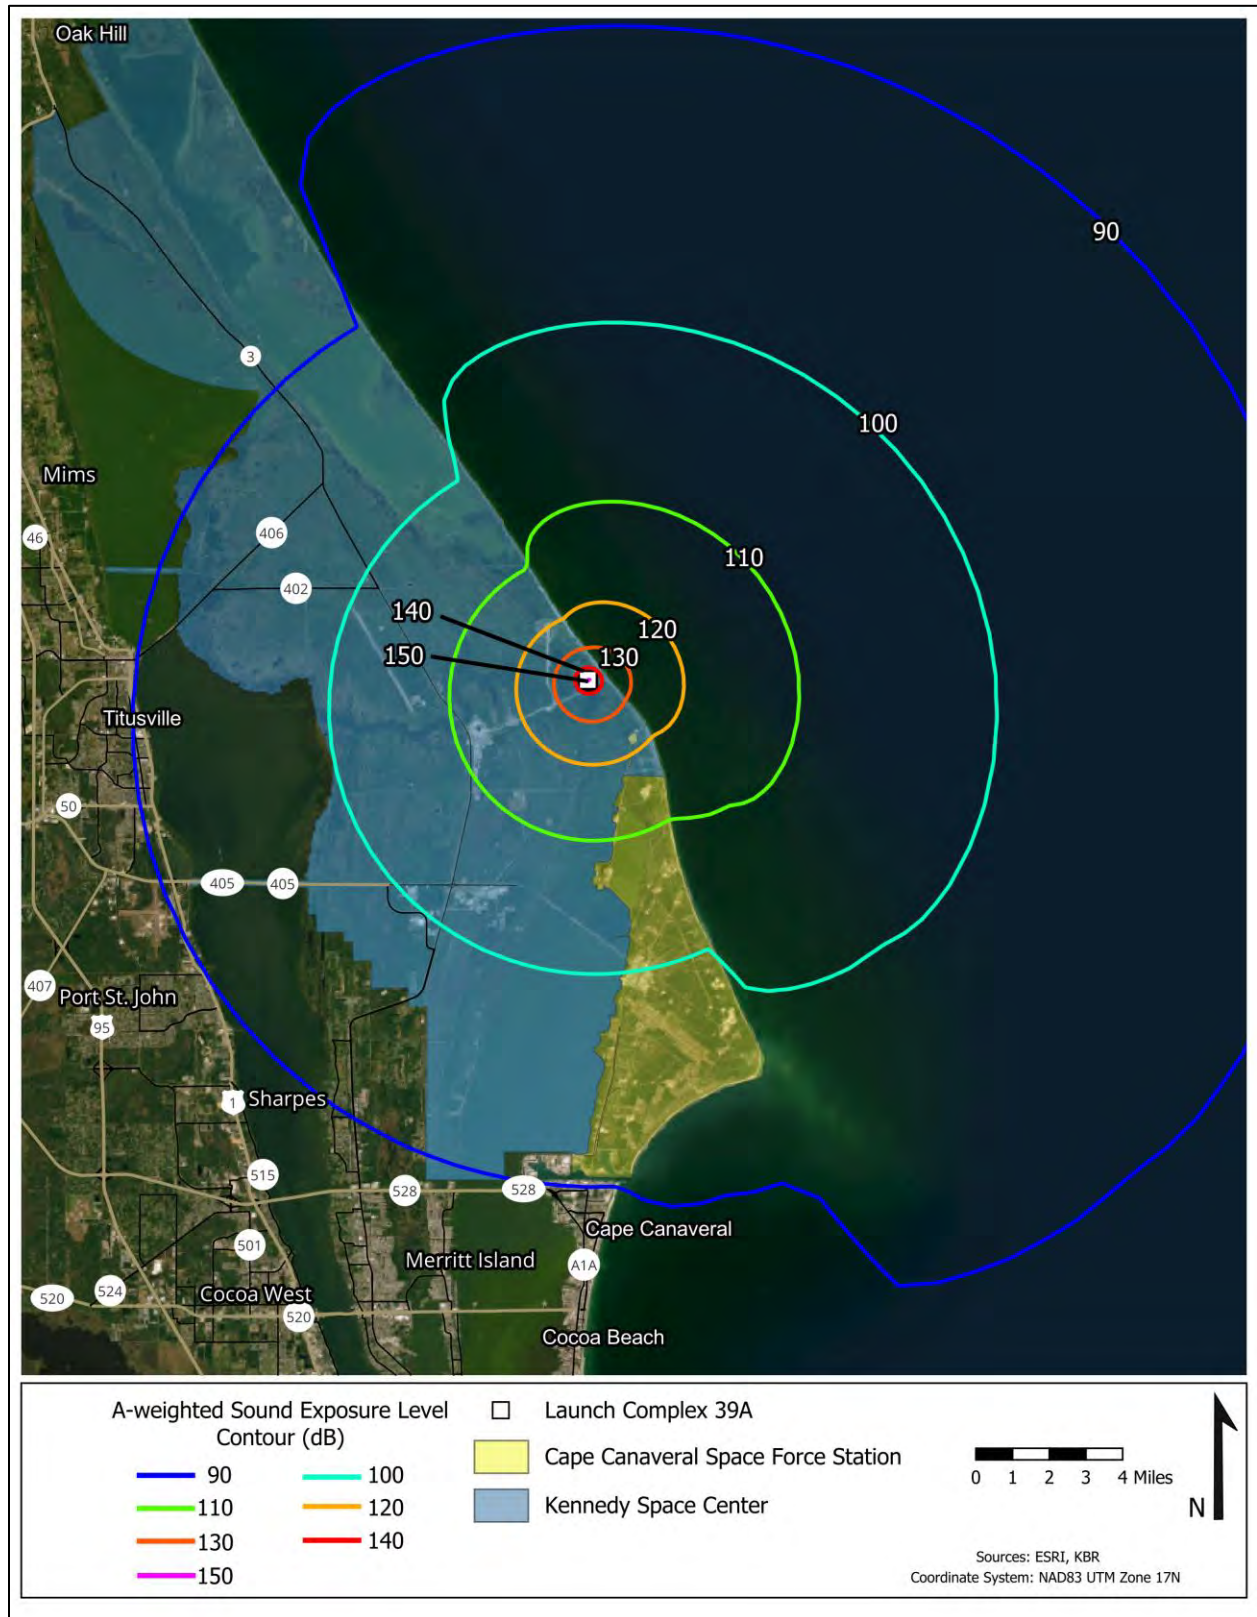 Oak Hill
90
3
100
Mims
406
46
110
402
140
120
150
130
Titusville
50
405
405
407
Port St. John
95
1
Sharpes
515
528
528
Cape Canaveral
501
Merritt Island
A1A
524
520
Cocoa West
520
Cocoa Beach
A-weighted Sound Exposure Level
Contour (dB)
90
100
110
120
130
140
150
Launch Complex 39A
Cape Canaveral Space Force Station
Kennedy Space Center
0 1 2 3 4 Miles
N
Sources: ESRI, KBR
Coordinate System: NAD83 UTM Zone 17N